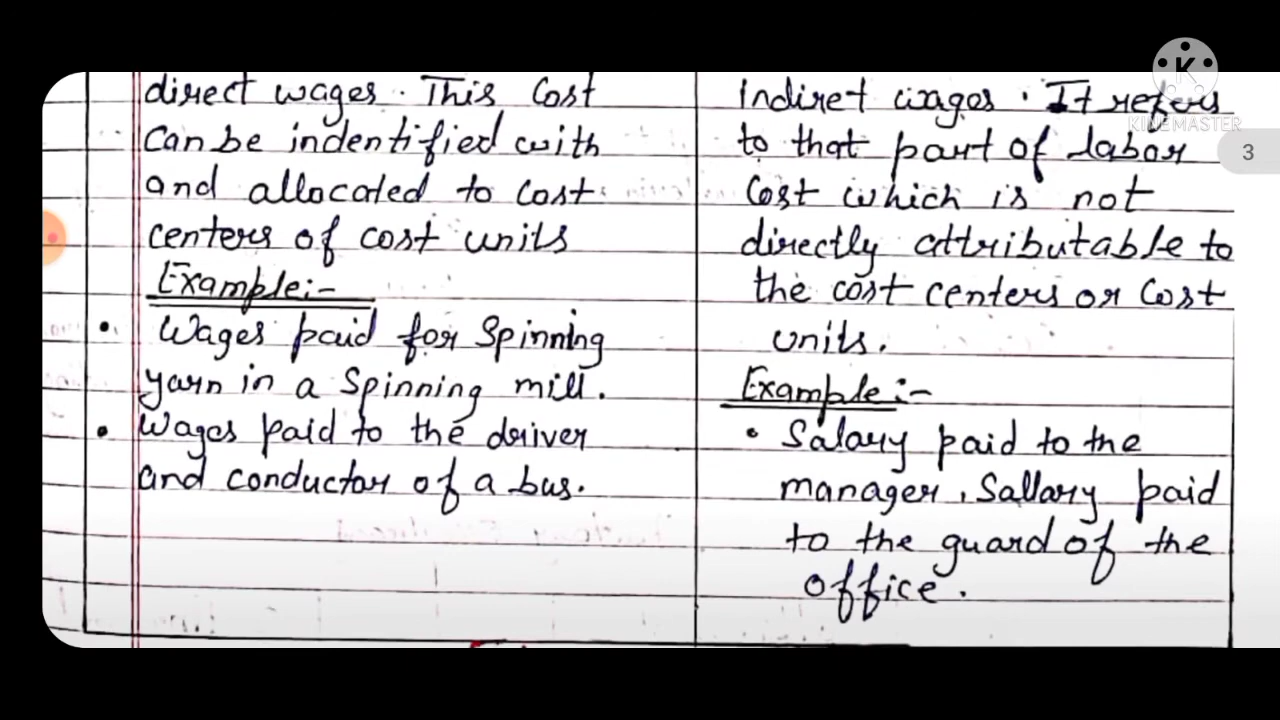 direct wages. This Cost
Can be indentified with
and allocated to cost
centers of cost units
Example:-
• Wages paid for Spinning
yarn in a Spinning mill.
• Wages paid to the driver
and conductor of a bus.
Indiret wages. It refers
to that part of labor
Cost which is not
directly attributable to
the cost centers or Cost
units.
Example:-
• Salary paid to the
manager, Sallary paid
to the guard of the
office.
K
KINEMASTER
3